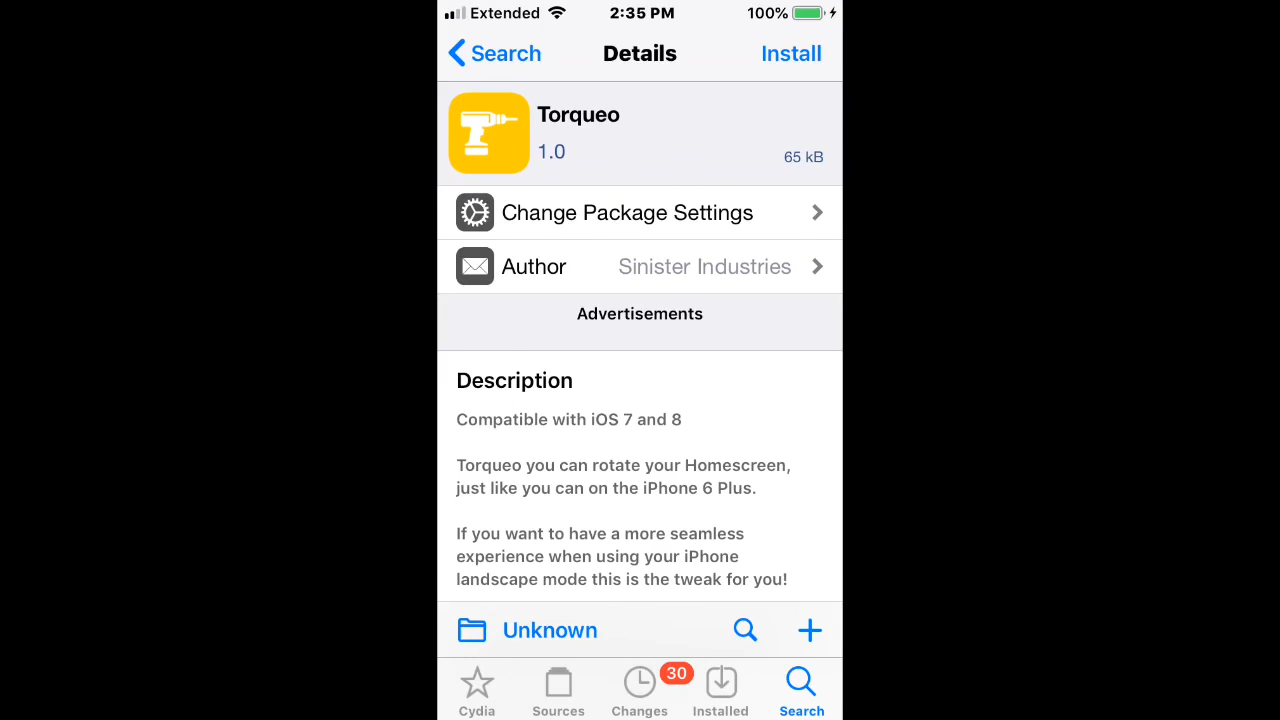 Extended 2:35 PM 100%
Search Details Install
Torqueo
1.0
65 kB
Change Package Settings
Author Sinister Industries
Advertisements
Description
Compatible with iOS 7 and 8
Torqueo you can rotate your Homescreen,
just like you can on the iPhone 6 Plus.
If you want to have a more seamless
experience when using your iPhone
landscape mode this is the tweak for you!
Unknown
30
Cydia Sources Changes Installed Search